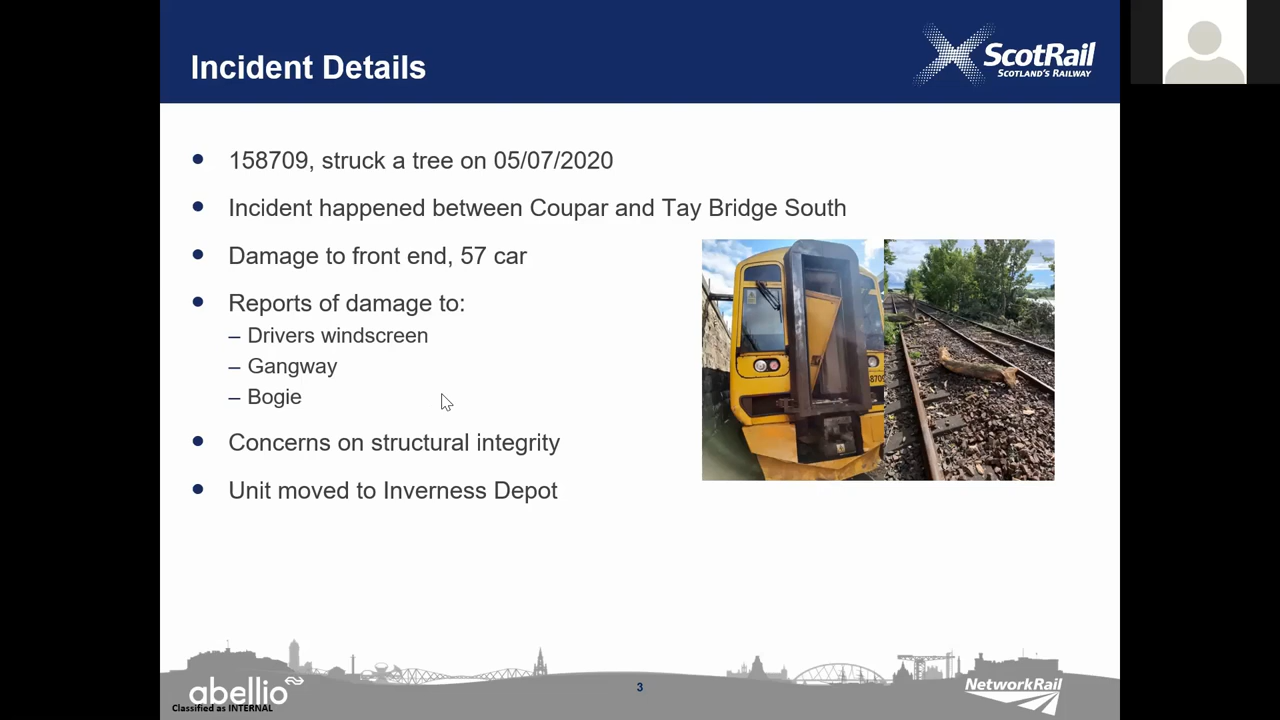 Incident Details
ScotRail
SCOTLAND'S RAILWAY
158709, struck a tree on 05/07/2020
Incident happened between Coupar and Tay Bridge South
Damage to front end, 57 car
Reports of damage to:
– Drivers windscreen
– Gangway
– Bogie
Concerns on structural integrity
Unit moved to Inverness Depot
abellio
Classified as INTERNAL
3
NetworkRail